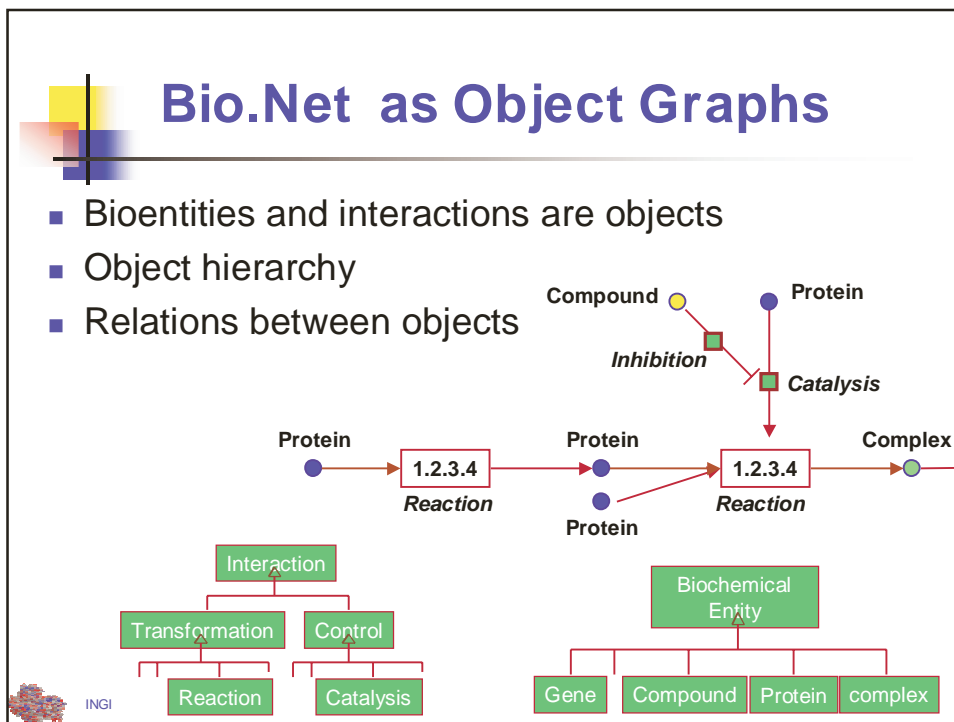 Bio.Net as Object Graphs
Bioentities and interactions are objects
Object hierarchy
Relations between objects
Compound
Protein
Inhibition
Catalysis
Protein
Protein
Complex
1.2.3.4
1.2.3.4
Reaction
Reaction
Protein
Interaction
Biochemical
Entity
Transformation
Control
Reaction
Catalysis
Gene
Compound
Protein
complex
INGI